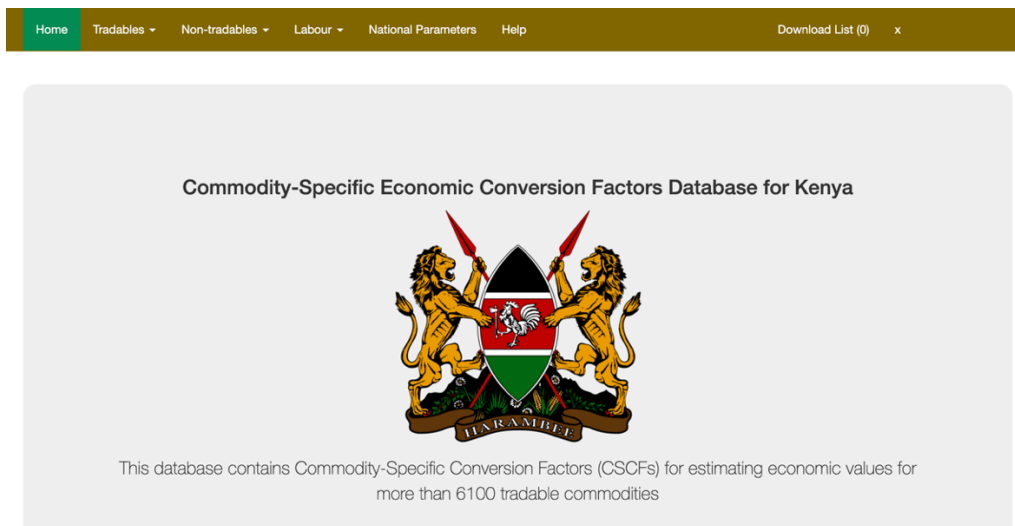 Home Tradables Non-tradables Labour National Parameters Help Download List (0) x
Commodity-Specific Economic Conversion Factors Database for Kenya
HARAMBEE
This database contains Commodity-Specific Conversion Factors (CSCFs) for estimating economic values for
more than 6100 tradable commodities